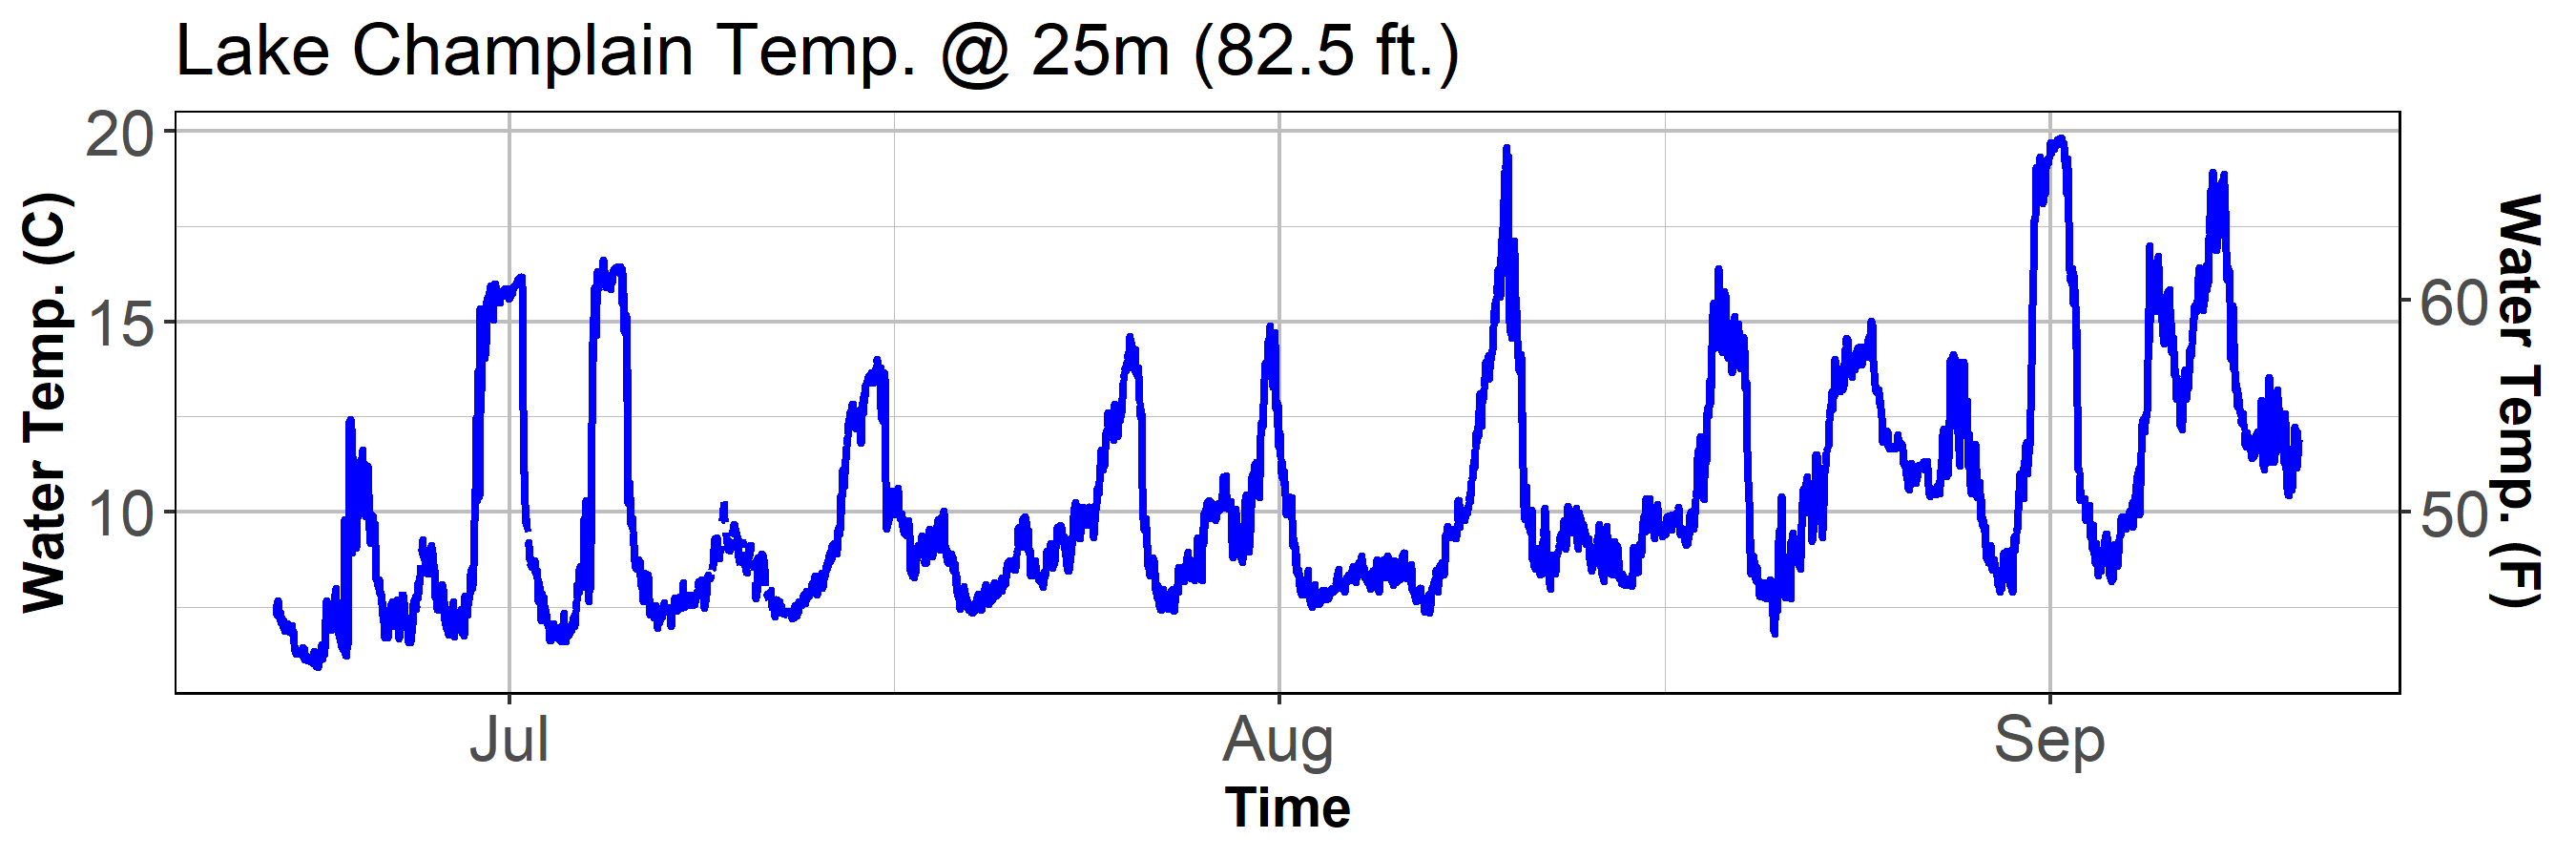 Lake Champlain Temp. @ 25m (82.5 ft.)
20
15
10
Water Temp. (C)
60
50
Water Temp. (F)
Jul Aug Sep
Time